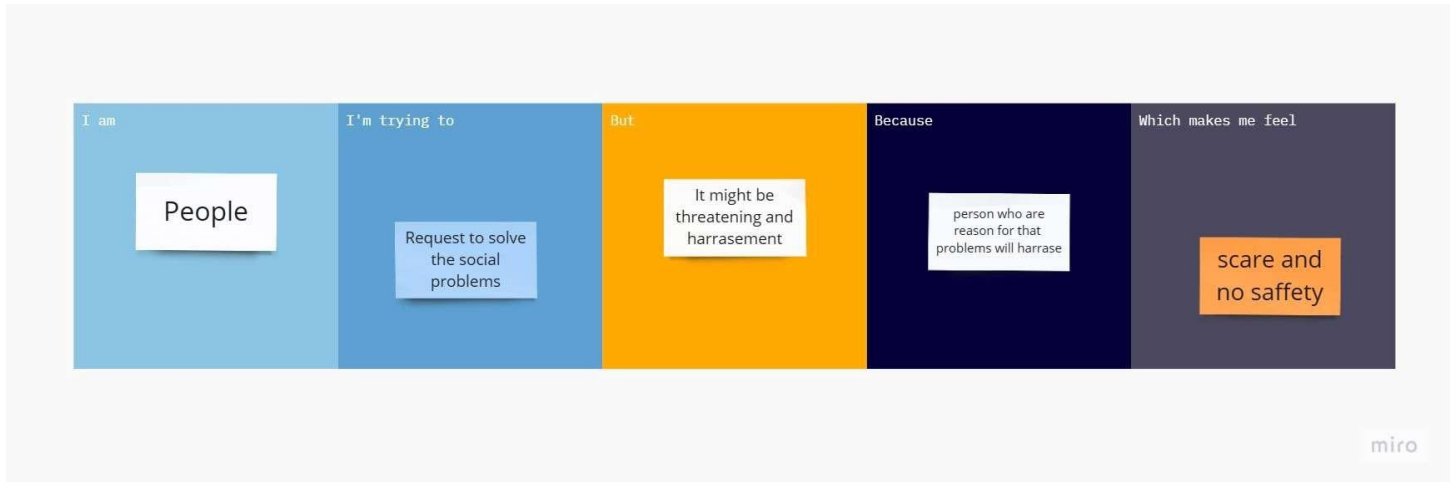 I am
People
I'm trying to
Request to solve
the social
problems
But
It might be
threatening and
harrasement
Because
person who are
reason for that
problems will harrase
Which makes me feel
scare and
no saffety
miro